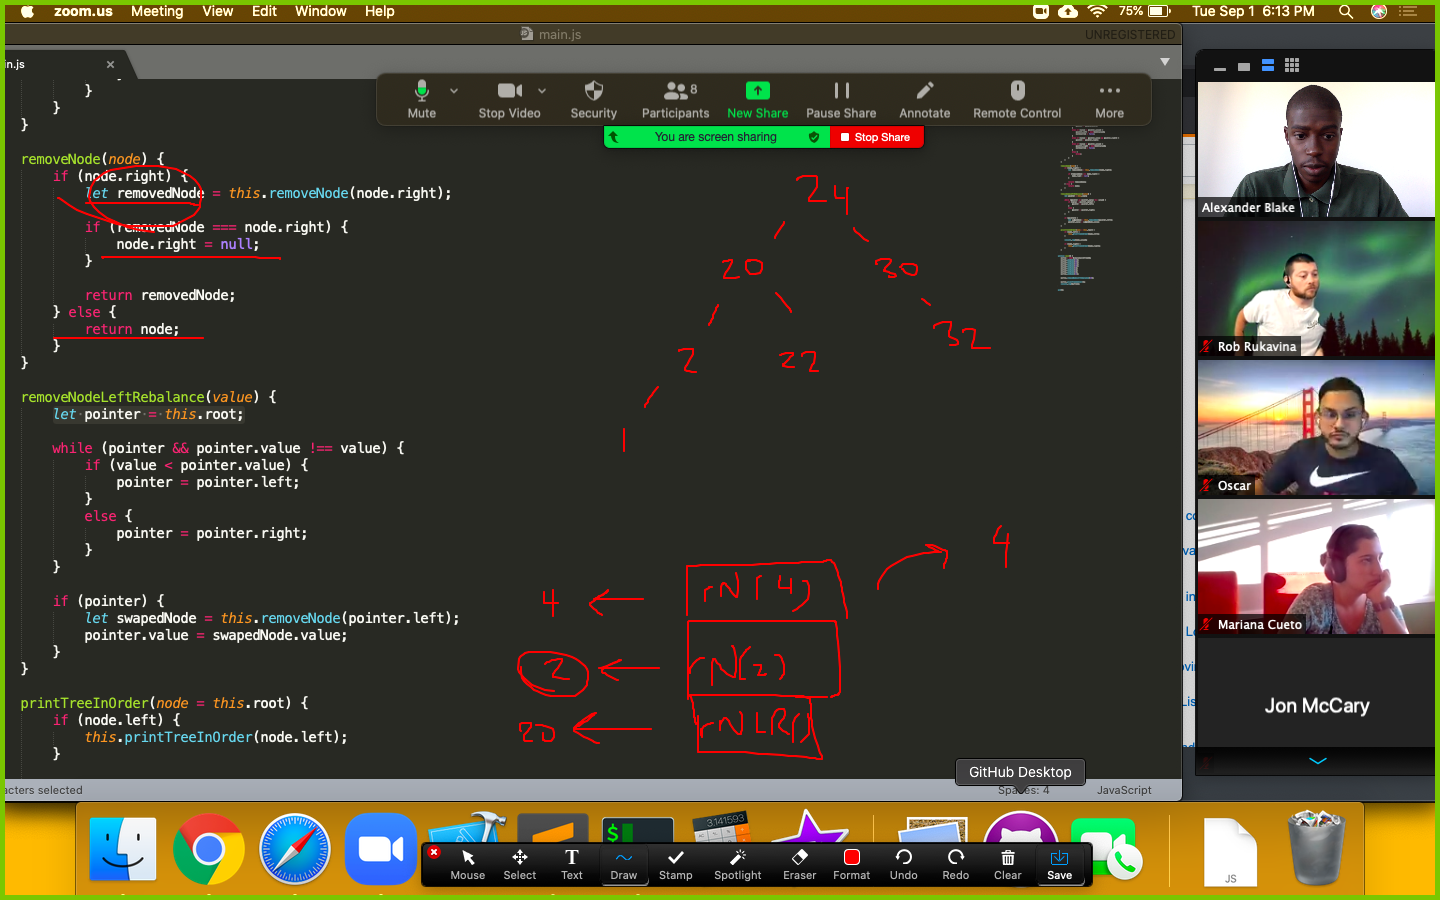 zoom.us Meeting View Edit Window Help
75% Tue Sep 1 6:13 PM
main.js
UNREGISTERED
in.js ×
Mute Stop Video Security Participants 8 New Share Pause Share Annotate Remote Control More
You are screen sharing Stop Share
}
}
}
removeNode(node) {
if (node.right) {
let removedNode = this.removeNode(node.right);
if (removedNode === node.right) {
node.right = null;
}
return removedNode;
} else {
return node;
}
}
removeNodeLeftRebalance(value) {
let pointer = this.root;
while (pointer && pointer.value !== value) {
if (value < pointer.value) {
pointer = pointer.left;
}
else {
pointer = pointer.right;
}
}
if (pointer) {
let swapedNode = this.removeNode(pointer.left);
pointer.value = swapedNode.value;
}
}
printTreeInOrder(node = this.root) {
if (node.left) {
this.printTreeInOrder(node.left);
}
24
20 30
2 22 32
1
4
4 rN(4)
2 rN(2)
20 rNLR()
Alexander Blake
Rob Rukavina
Oscar
Mariana Cueto
Jon McCary
GitHub Desktop
acters selected
Spaces: 4
JavaScript
3.141593
$
JS
Mouse Select Text Draw Stamp Spotlight Eraser Format Undo Redo Clear Save